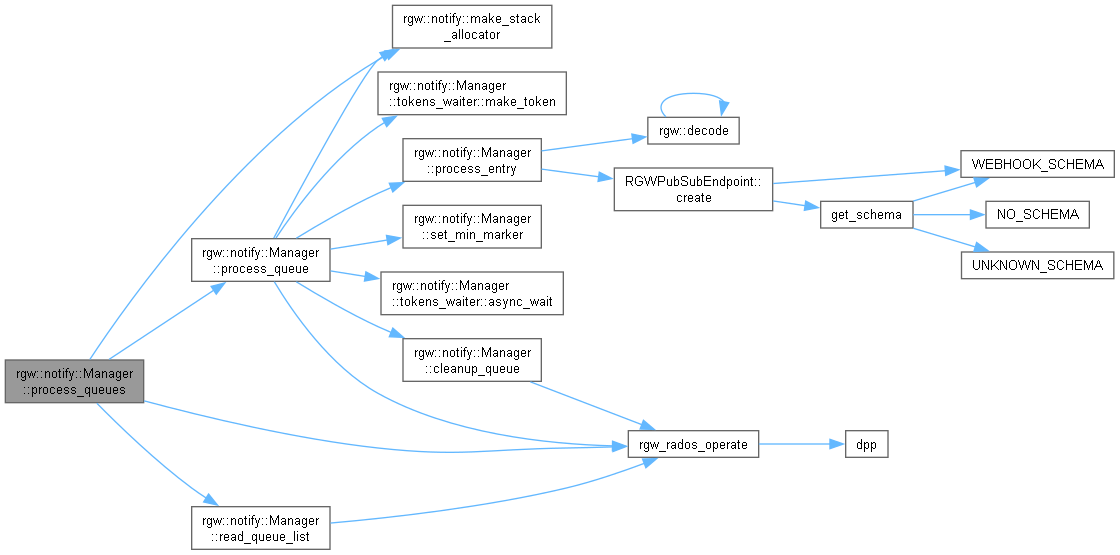 rgw::notify::make_stack
_allocator
rgw::notify::Manager
::tokens_waiter::make_token
rgw::decode
rgw::notify::Manager
::process_entry
WEBHOOK_SCHEMA
RGWPubSubEndpoint::
create
get_schema
NO_SCHEMA
rgw::notify::Manager
::set_min_marker
rgw::notify::Manager
::process_queue
UNKNOWN_SCHEMA
rgw::notify::Manager
::tokens_waiter::async_wait
rgw::notify::Manager
::cleanup_queue
rgw::notify::Manager
::process_queues
rgw_rados_operate
dpp
rgw::notify::Manager
::read_queue_list